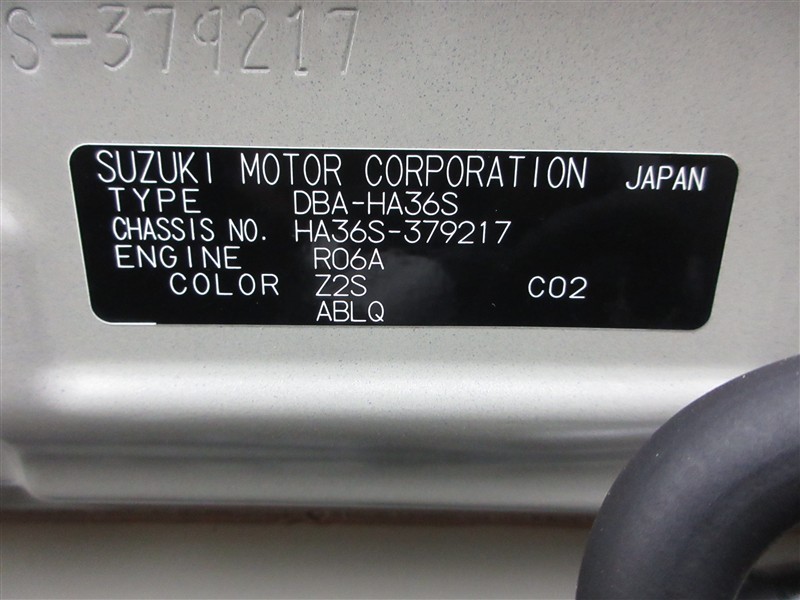 S-379217
SUZUKI MOTOR CORPORATION JAPAN
TYPE DBA-HA36S
CHASSIS NO. HA36S-379217
ENGINE R06A
COLOR Z2S C02
ABLQ